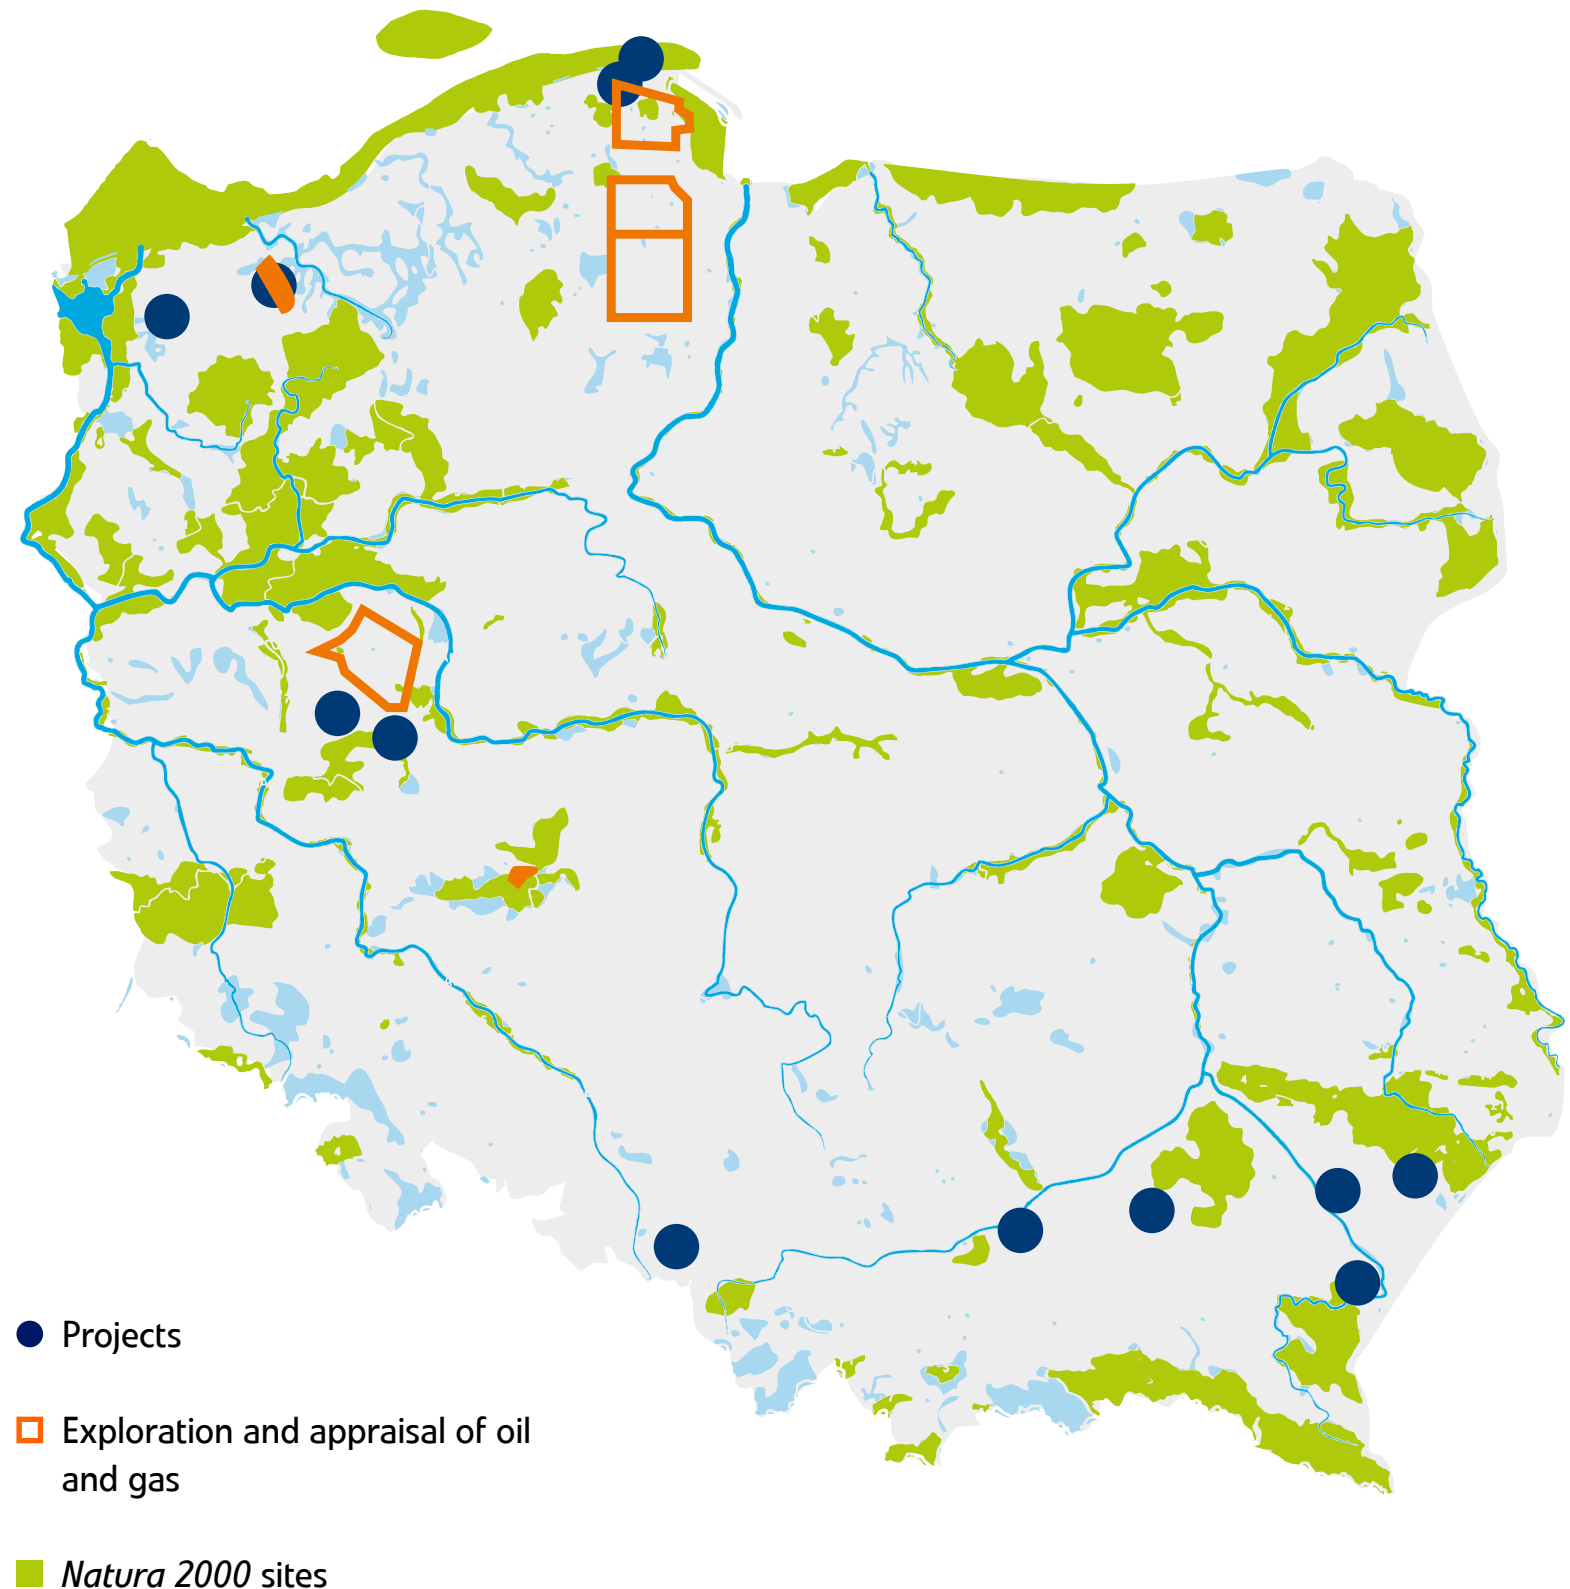 Projects
Exploration and appraisal of oil
and gas
Natura 2000 sites